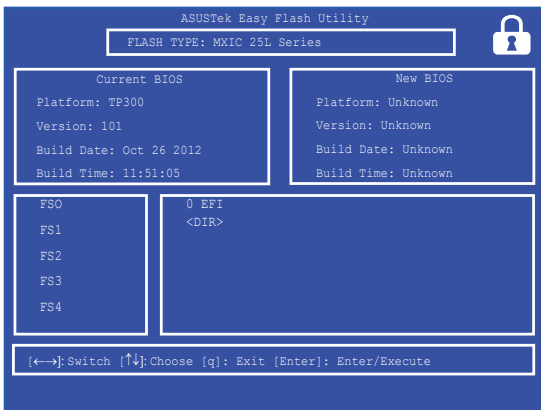 ASUSTek Easy Flash Utility
FLASH TYPE: MXIC 25L Series
Current BIOS
Platform: TP300
Version: 101
Build Date: Oct 26 2012
Build Time: 11:51:05
New BIOS
Platform: Unknown
Version: Unknown
Build Date: Unknown
Build Time: Unknown
FSO
FS1
FS2
FS3
FS4
0 EFI
<DIR>
[←→]: Switch [↑↓]: Choose [q]: Exit [Enter]: Enter/Execute